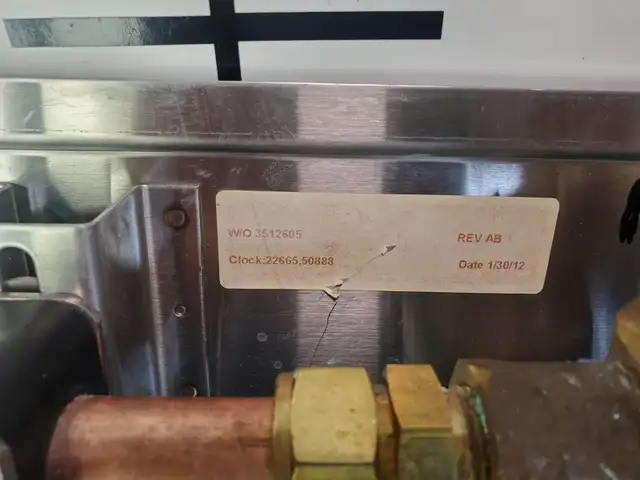 W/O 3512605 REV AB
Clock:22665,50888 Date 1/30/12